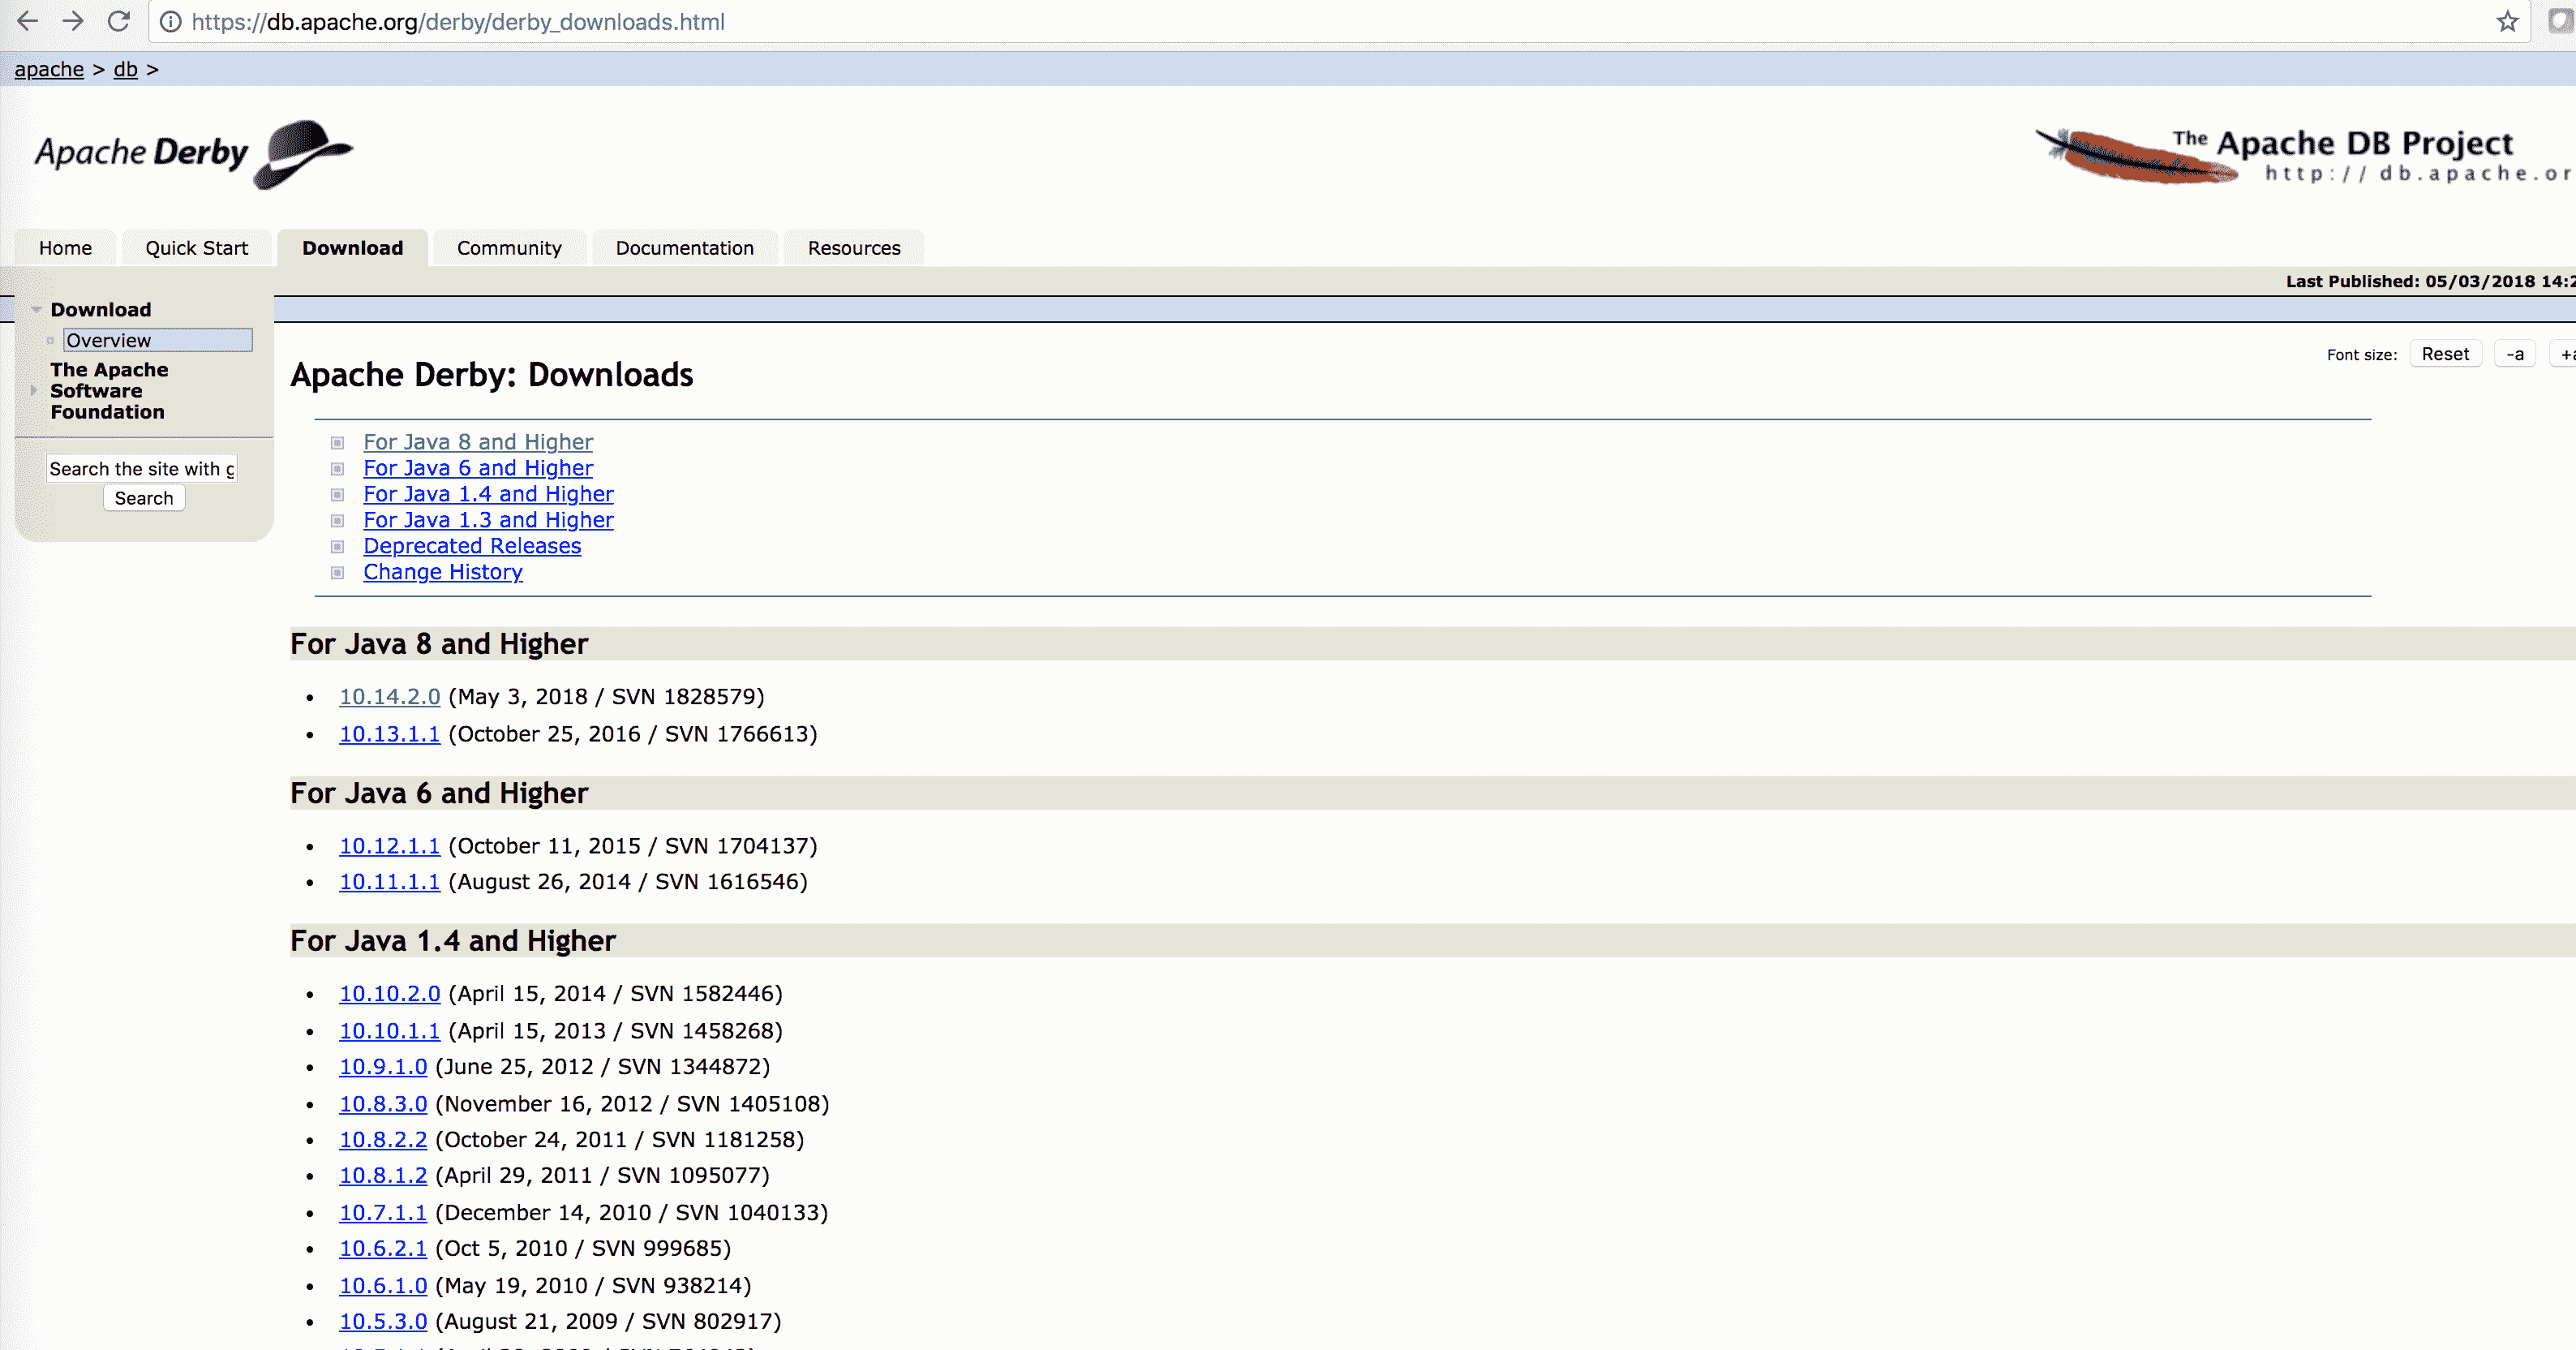 https://db.apache.org/derby/derby_downloads.html
apache > db >
Apache Derby
The Apache DB Project
http://db.apache.or
Home
Quick Start
Download
Community
Documentation
Resources
Last Published: 05/03/2018 14:2
Download
Overview
The Apache
Software
Foundation
Search the site with g
Search
Font size: Reset -a +a
Apache Derby: Downloads
For Java 8 and Higher
For Java 6 and Higher
For Java 1.4 and Higher
For Java 1.3 and Higher
Deprecated Releases
Change History
For Java 8 and Higher
• 10.14.2.0 (May 3, 2018 / SVN 1828579)
• 10.13.1.1 (October 25, 2016 / SVN 1766613)
For Java 6 and Higher
• 10.12.1.1 (October 11, 2015 / SVN 1704137)
• 10.11.1.1 (August 26, 2014 / SVN 1616546)
For Java 1.4 and Higher
• 10.10.2.0 (April 15, 2014 / SVN 1582446)
• 10.10.1.1 (April 15, 2013 / SVN 1458268)
• 10.9.1.0 (June 25, 2012 / SVN 1344872)
• 10.8.3.0 (November 16, 2012 / SVN 1405108)
• 10.8.2.2 (October 24, 2011 / SVN 1181258)
• 10.8.1.2 (April 29, 2011 / SVN 1095077)
• 10.7.1.1 (December 14, 2010 / SVN 1040133)
• 10.6.2.1 (Oct 5, 2010 / SVN 999685)
• 10.6.1.0 (May 19, 2010 / SVN 938214)
• 10.5.3.0 (August 21, 2009 / SVN 802917)